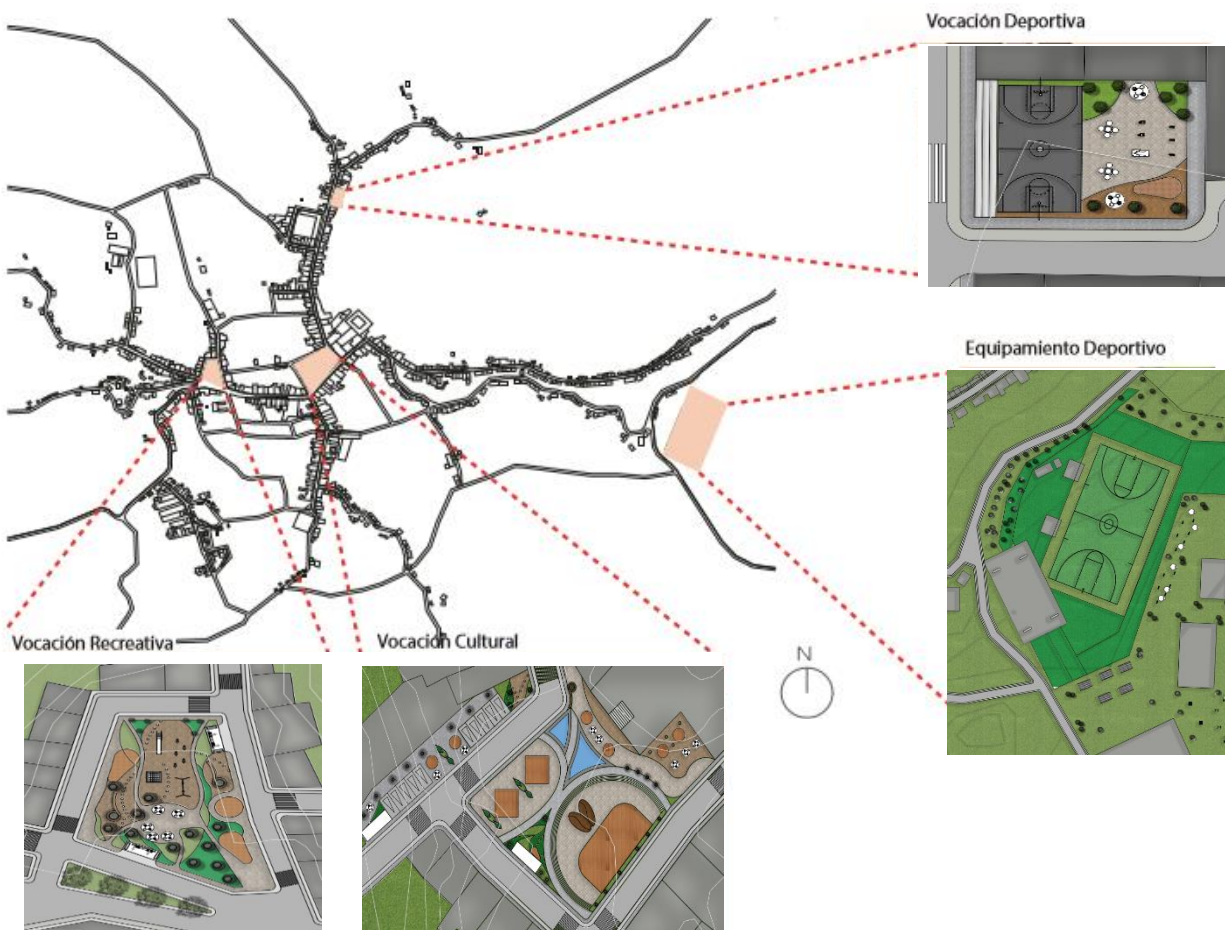 Vocación Deportiva
Equipamiento Deportivo
Vocación Recreativa
Vocación Cultural
N